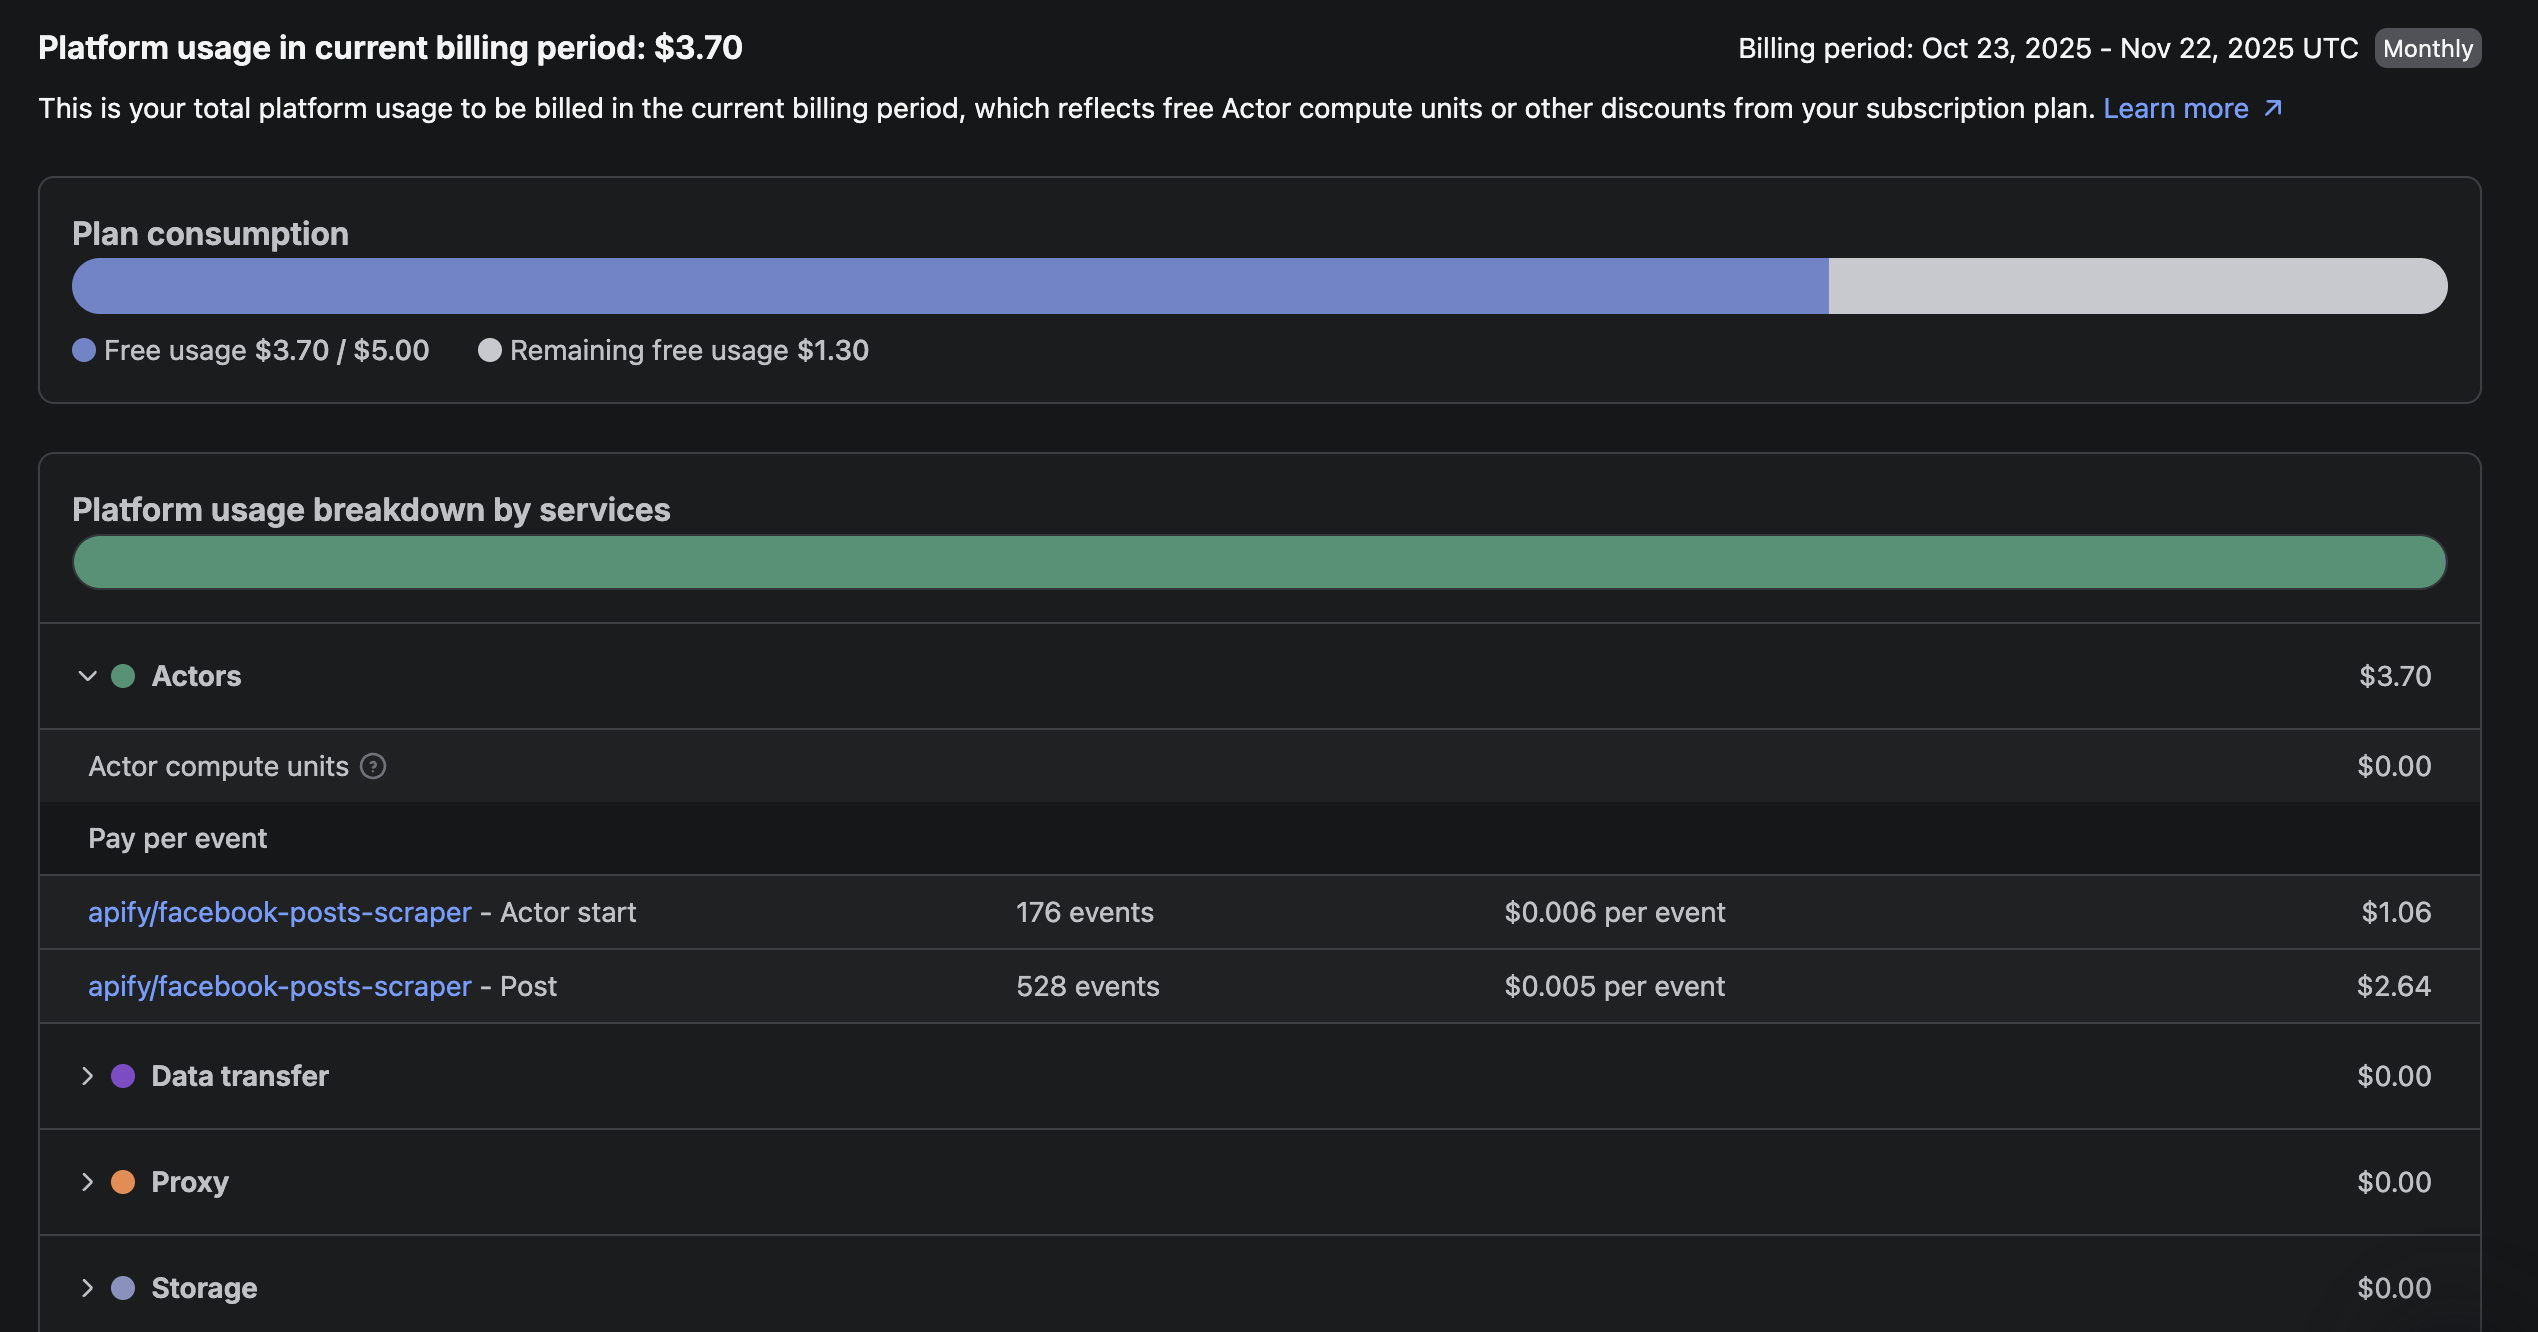 Platform usage in current billing period: $3.70
Billing period: Oct 23, 2025 - Nov 22, 2025 UTC Monthly
This is your total platform usage to be billed in the current billing period, which reflects free Actor compute units or other discounts from your subscription plan. Learn more ↗
Plan consumption
Free usage $3.70 / $5.00 Remaining free usage $1.30
Platform usage breakdown by services
Actors $3.70
Actor compute units ? $0.00
Pay per event
apify/facebook-posts-scraper - Actor start 176 events $0.006 per event $1.06
apify/facebook-posts-scraper - Post 528 events $0.005 per event $2.64
Data transfer $0.00
Proxy $0.00
Storage $0.00